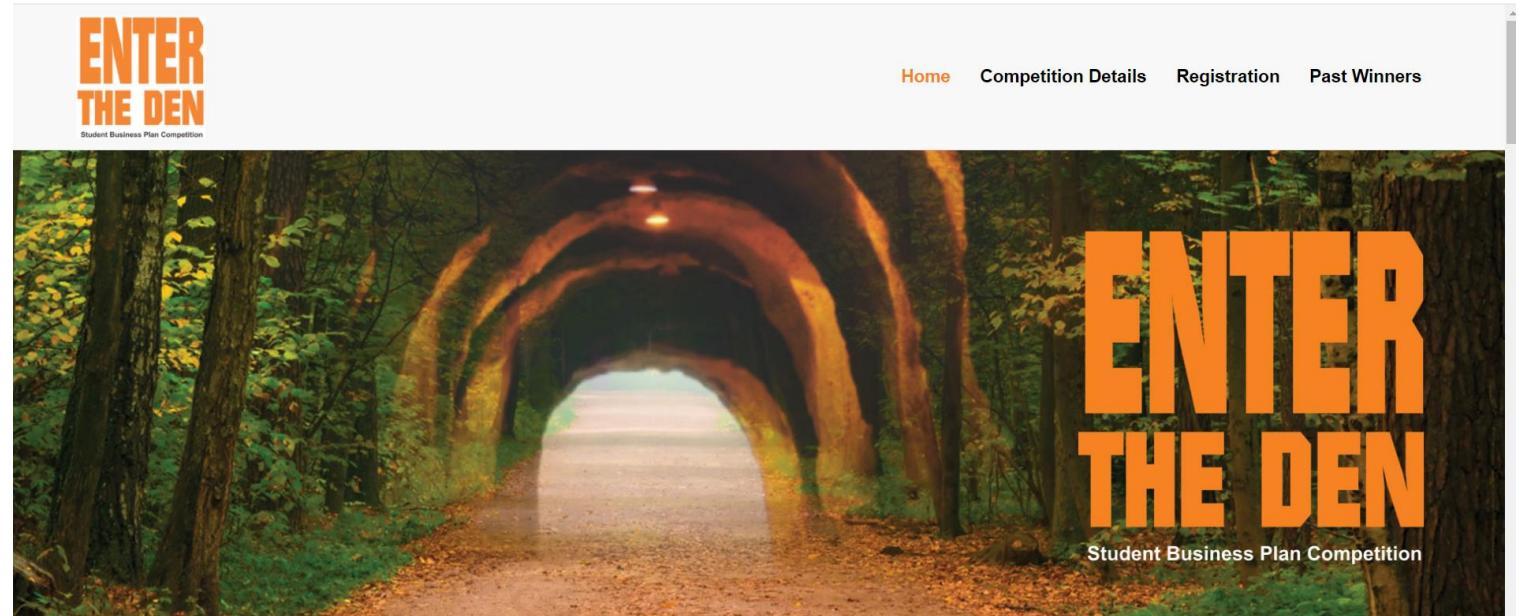 ENTER
THE DEN
Student Business Plan Competition
Home Competition Details Registration Past Winners
ENTER
THE DEN
Student Business Plan Competition